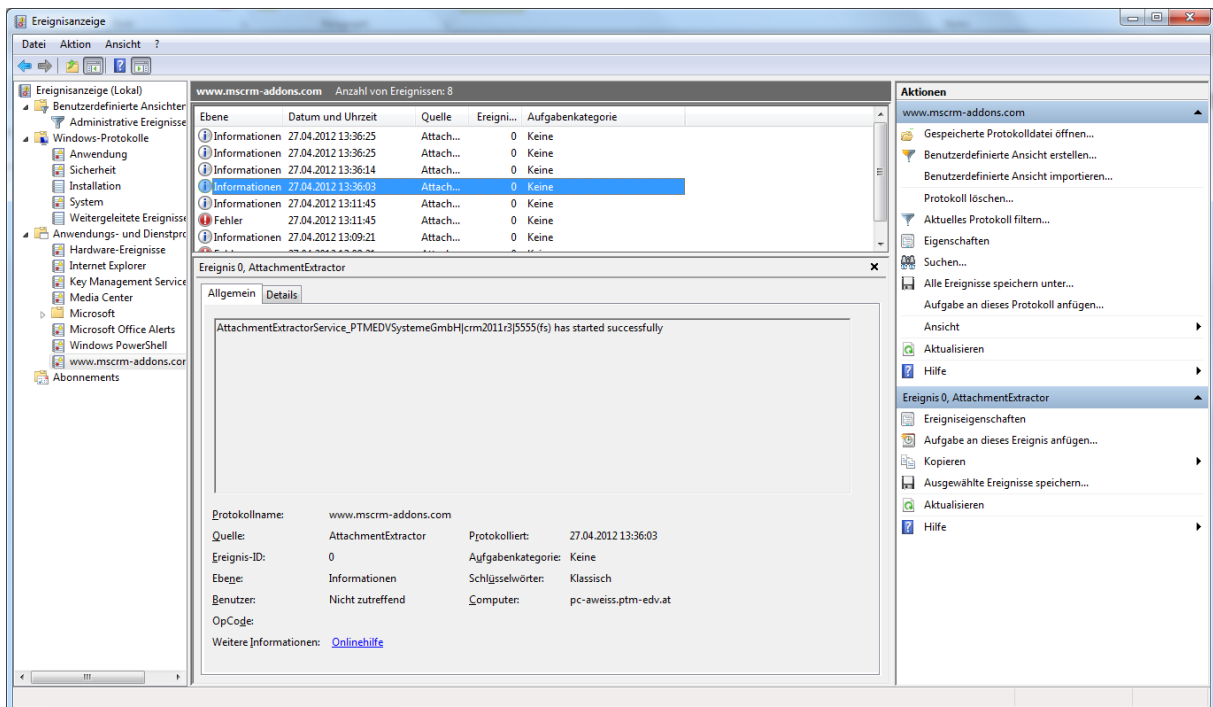 Ereignisanzeige
Datei Aktion Ansicht ?
Ereignisanzeige (Lokal)
Benutzerdefinierte Ansichten
Administrative Ereignisse
Windows-Protokolle
Anwendung
Sicherheit
Installation
System
Weitergeleitete Ereignisse
Anwendungs- und Dienstpro
Hardware-Ereignisse
Internet Explorer
Key Management Service
Media Center
Microsoft
Microsoft Office Alerts
Windows PowerShell
www.mscrm-addons.cor
Abonnements
www.mscrm-addons.com Anzahl von Ereignissen: 8
Ebene Datum und Uhrzeit Quelle Ereigni... Aufgabenkategorie
Informationen 27.04.2012 13:36:25 Attach... 0 Keine
Informationen 27.04.2012 13:36:25 Attach... 0 Keine
Informationen 27.04.2012 13:36:14 Attach... 0 Keine
Informationen 27.04.2012 13:36:03 Attach... 0 Keine
Informationen 27.04.2012 13:11:45 Attach... 0 Keine
Fehler 27.04.2012 13:11:45 Attach... 0 Keine
Informationen 27.04.2012 13:09:21 Attach... 0 Keine
Ereignis 0, AttachmentExtractor
Allgemein Details
AttachmentExtractorService_PTMEDVSystemeGmbH|crm2011r3|5555(fs) has started successfully
Protokollname: www.mscrm-addons.com
Quelle: AttachmentExtractor Protokolliert: 27.04.2012 13:36:03
Ereignis-ID: 0 Aufgabenkategorie: Keine
Ebene: Informationen Schlüsselwörter: Klassisch
Benutzer: Nicht zutreffend Computer: pc-aweiss.ptm-edv.at
OpCode:
Weitere Informationen: Onlinehilfe
Aktionen
www.mscrm-addons.com
Gespeicherte Protokolldatei öffnen...
Benutzerdefinierte Ansicht erstellen...
Benutzerdefinierte Ansicht importieren...
Protokoll löschen...
Aktuelles Protokoll filtern...
Eigenschaften
Suchen...
Alle Ereignisse speichern unter...
Aufgabe an dieses Protokoll anfügen...
Ansicht
Aktualisieren
Hilfe
Ereignis 0, AttachmentExtractor
Ereigniseigenschaften
Aufgabe an dieses Ereignis anfügen...
Kopieren
Ausgewählte Ereignisse speichern...
Aktualisieren
Hilfe